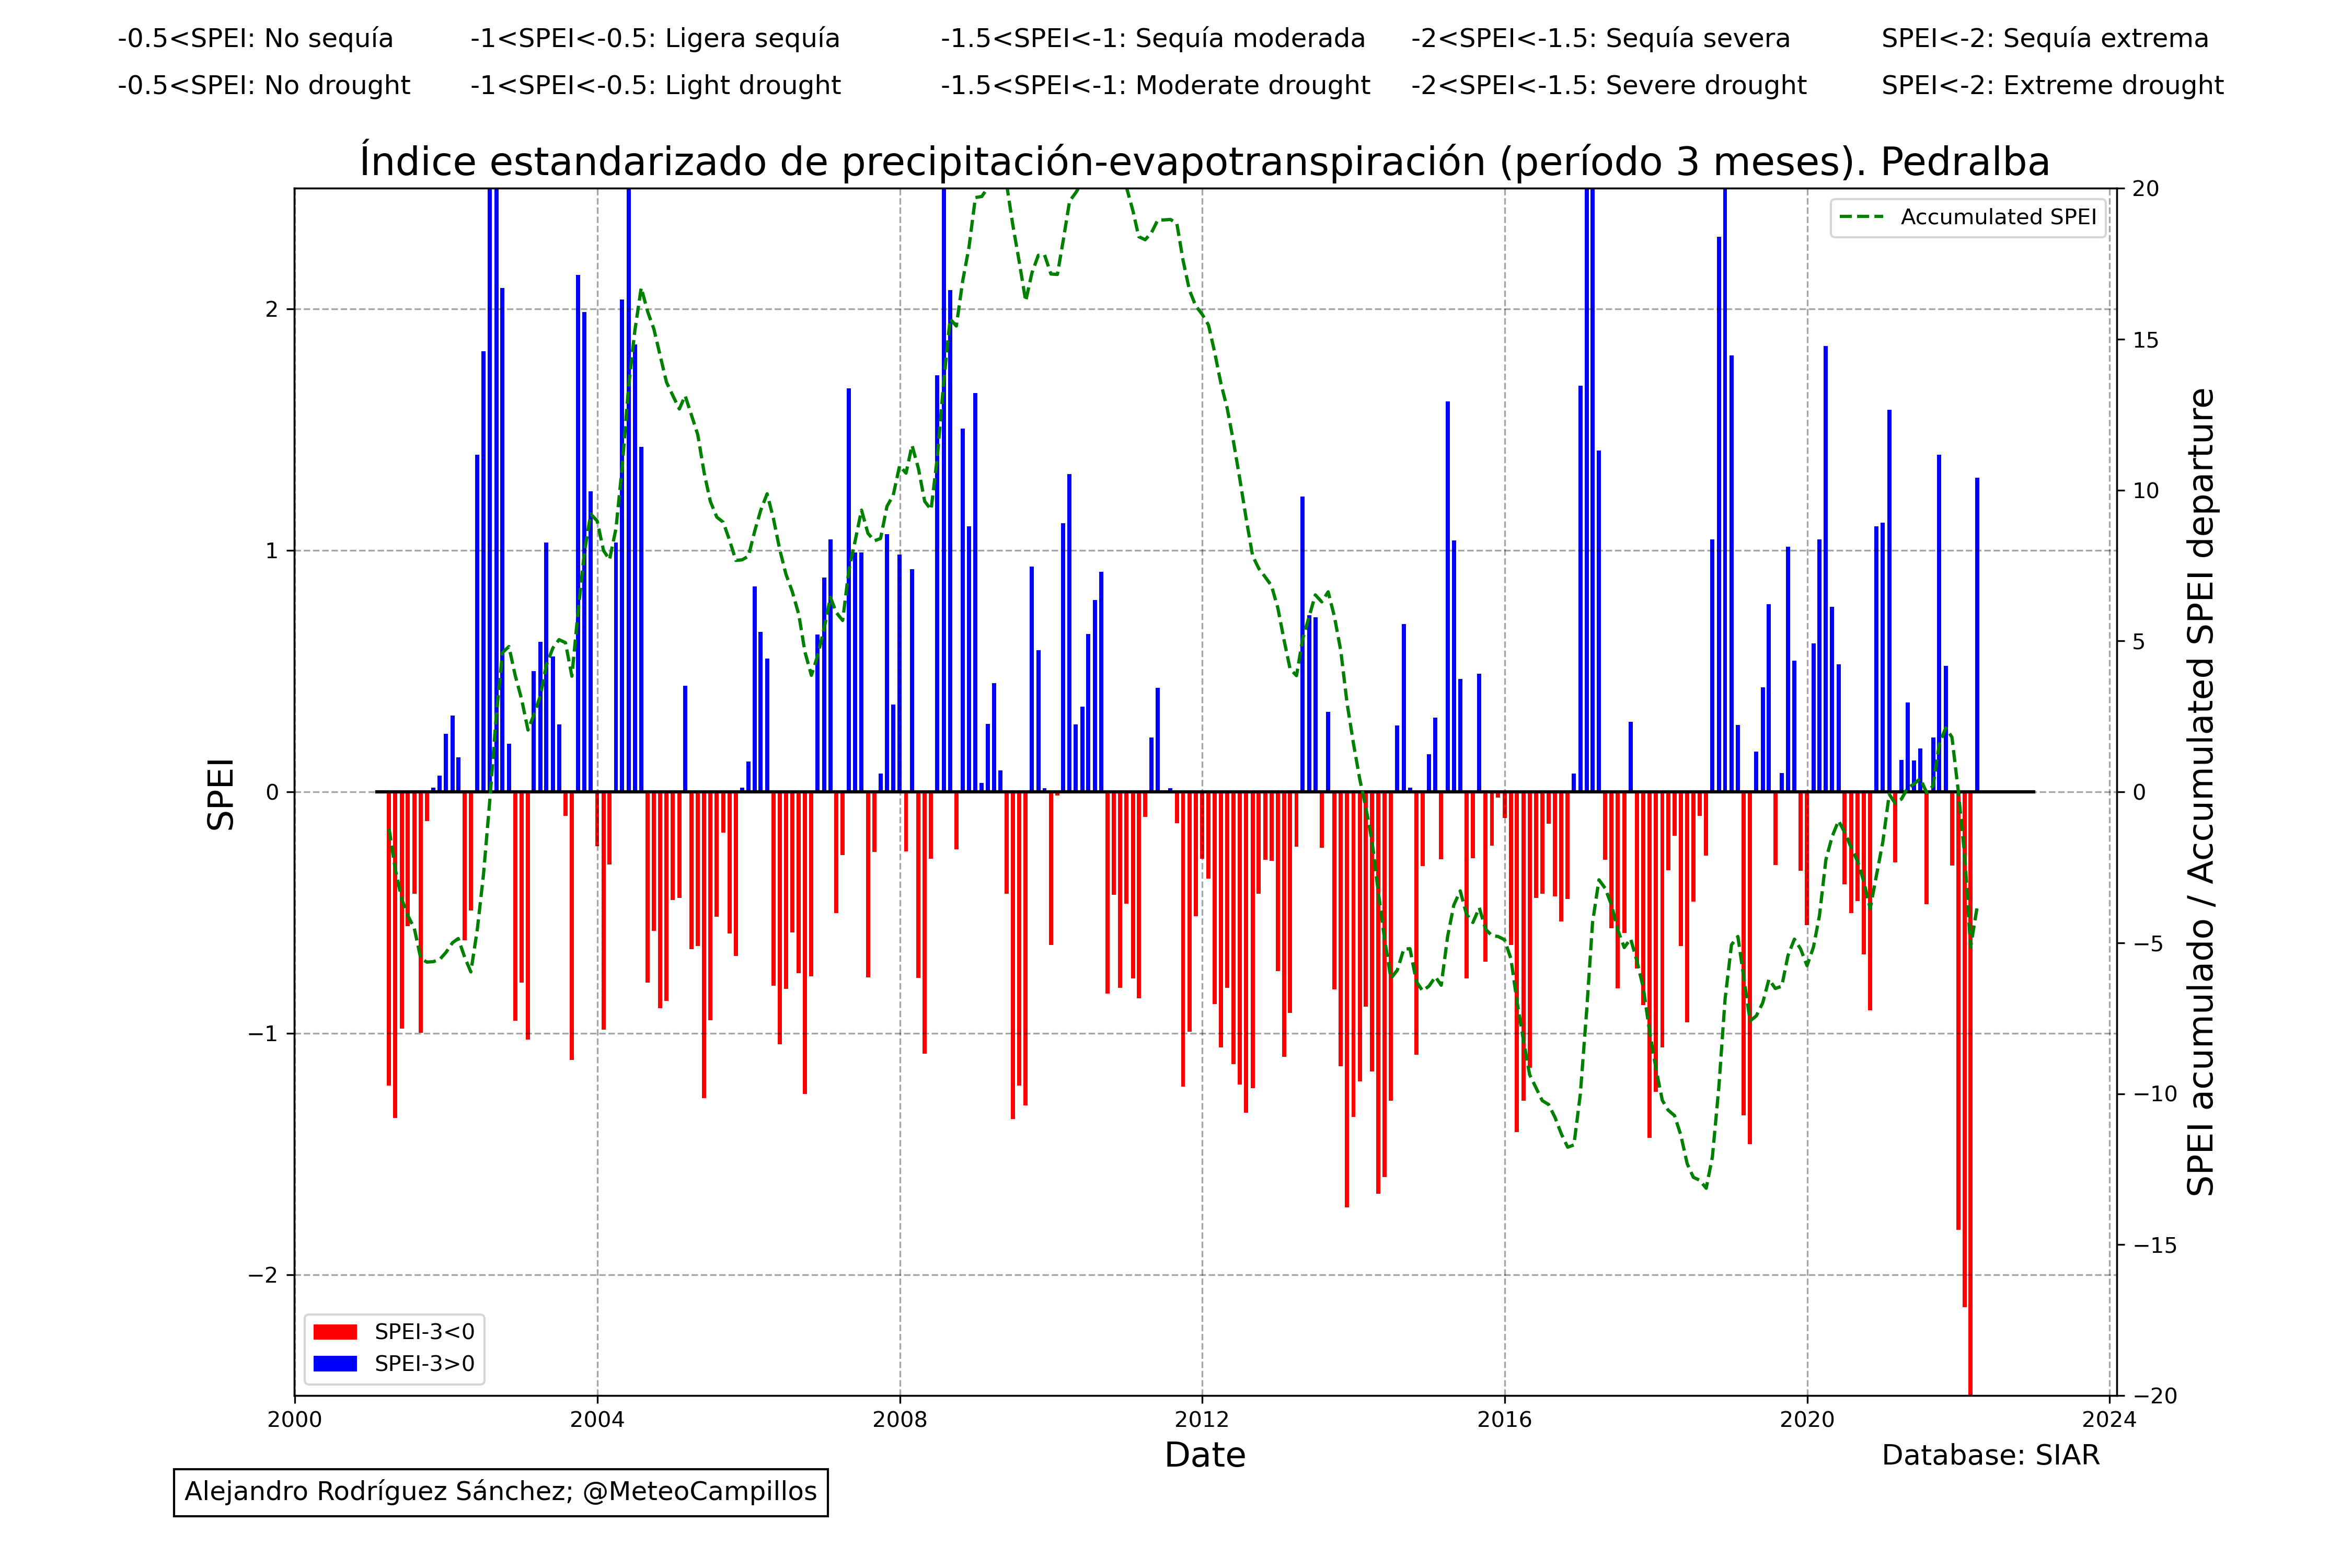 -0.5<SPEI: No sequía -1<SPEI<-0.5: Ligera sequía -1.5<SPEI<-1: Sequía moderada -2<SPEI<-1.5: Sequía severa SPEI<-2: Sequía extrema
-0.5<SPEI: No drought -1<SPEI<-0.5: Light drought -1.5<SPEI<-1: Moderate drought -2<SPEI<-1.5: Severe drought SPEI<-2: Extreme drought
Índice estandarizado de precipitación-evapotranspiración (período 3 meses). Pedralba
Accumulated SPEI
SPEI
2
1
0
−1
−2
20
15
10
5
0
−5
−10
−15
−20
SPEI acumulado / Accumulated SPEI departure
SPEI-3<0
SPEI-3>0
2000 2004 2008 2012 2016 2020 2024
Date
Database: SIAR
Alejandro Rodríguez Sánchez; @MeteoCampillos